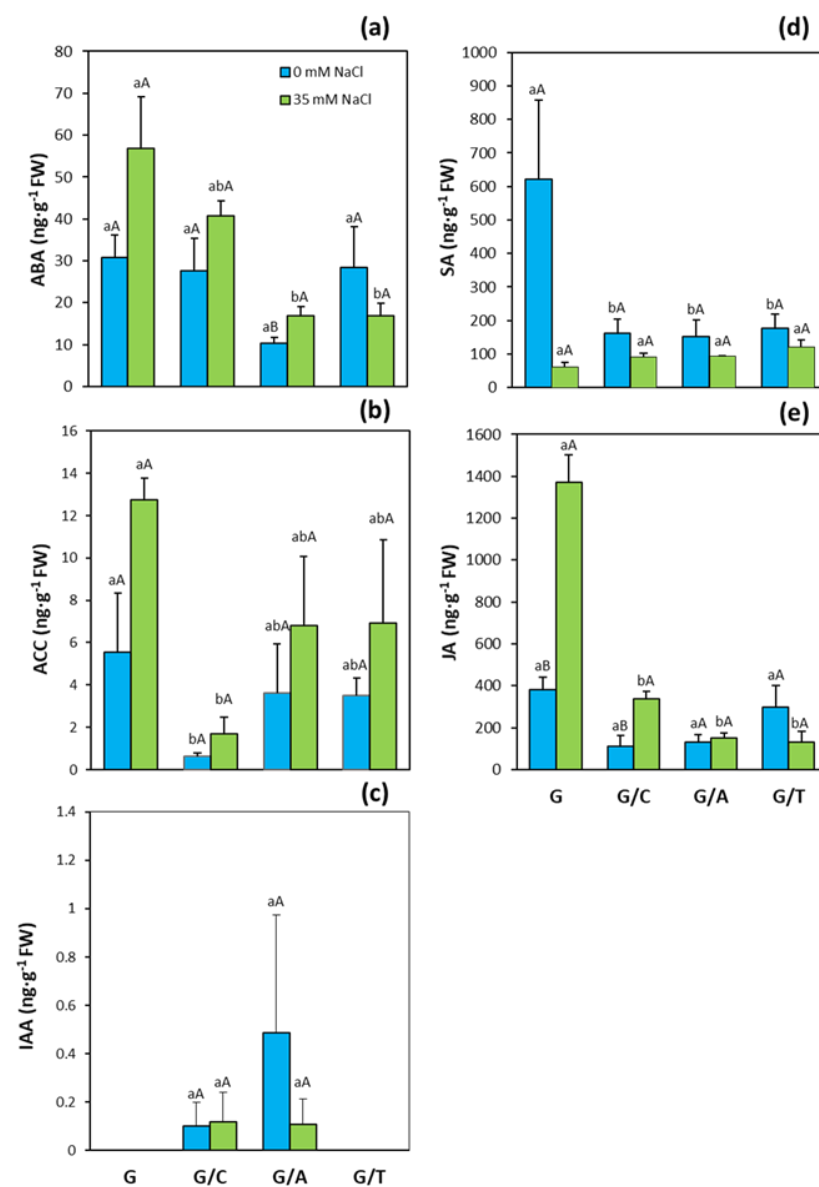 (a)
80
70
60
50
40
30
20
10
0
ABA (ng·g⁻¹ FW)
0 mM NaCl
35 mM NaCl
aA
aA
aA
abA
aB
bA
aA
bA
(b)
16
14
12
10
8
6
4
2
0
ACC (ng·g⁻¹ FW)
aA
aA
bA
bA
abA
abA
abA
abA
(c)
1.4
1.2
1
0.8
0.6
0.4
0.2
0
IAA (ng·g⁻¹ FW)
aA
aA
aA
aA
G G/C G/A G/T
(d)
1000
900
800
700
600
500
400
300
200
100
0
SA (ng·g⁻¹ FW)
aA
aA
bA
aA
bA
aA
bA
aA
(e)
1600
1400
1200
1000
800
600
400
200
0
JA (ng·g⁻¹ FW)
aB
aA
aB
bA
aA
bA
aA
bA
G G/C G/A G/T